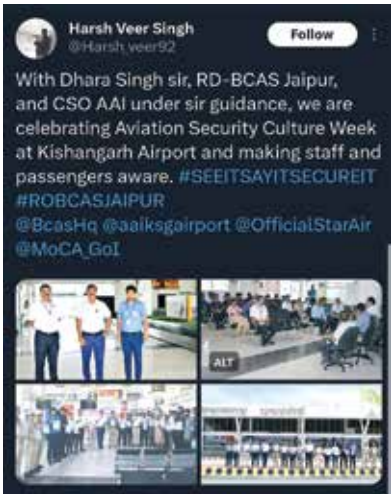 Harsh Veer Singh
@Harsh_veer92
Follow
With Dhara Singh sir, RD-BCAS Jaipur,
and CSO AAI under sir guidance, we are
celebrating Aviation Security Culture Week
at Kishangarh Airport and making staff and
passengers aware. #SEEITSAYITSECUREIT
#ROBCASJAIPUR
@BcasHq @aaiksgairport @OfficialStarAir
@MoCA_GoI
ALT